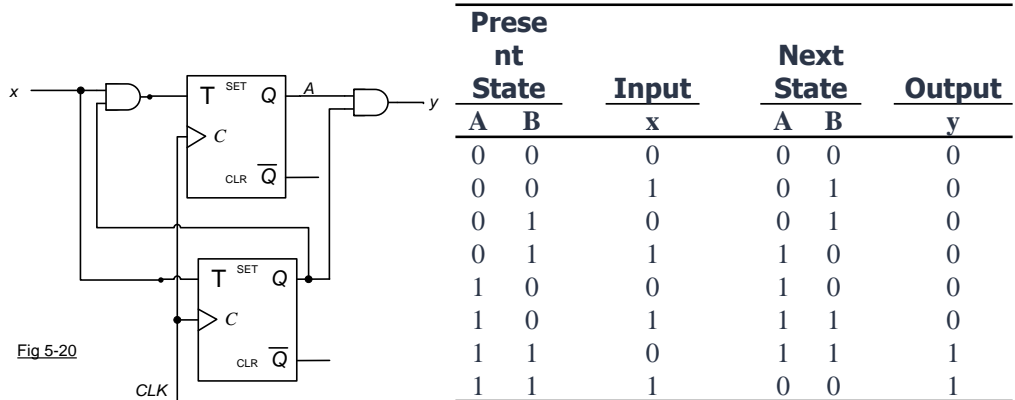 x
T SET Q A
y
C
CLR Q̅
T SET Q
C
CLR Q̅
Fig 5-20
CLK
Prese
nt Next
State Input State Output
A B x A B y
0 0 0 0 0 0
0 0 1 0 1 0
0 1 0 0 1 0
0 1 1 1 0 0
1 0 0 1 0 0
1 0 1 1 1 0
1 1 0 1 1 1
1 1 1 0 0 1